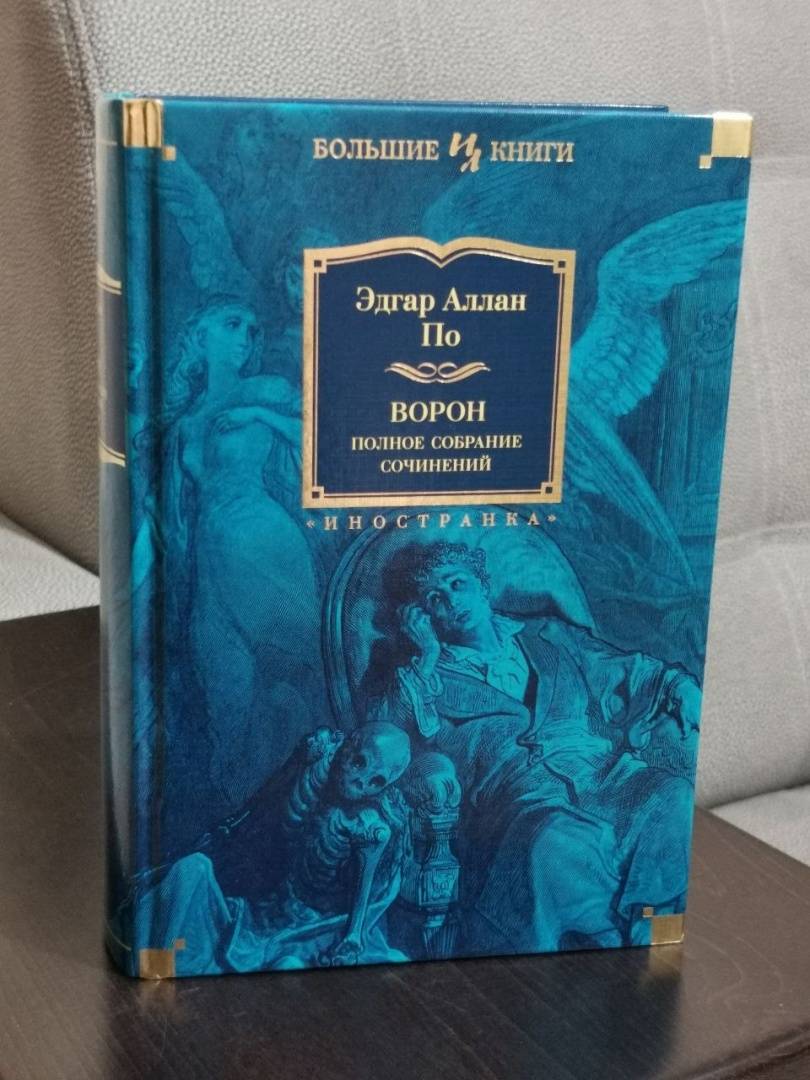 БОЛЬШИЕ ИЛ КНИГИ
Эдгар Аллан
По
ВОРОН
ПОЛНОЕ СОБРАНИЕ
СОЧИНЕНИЙ
«ИНОСТРАНКА»